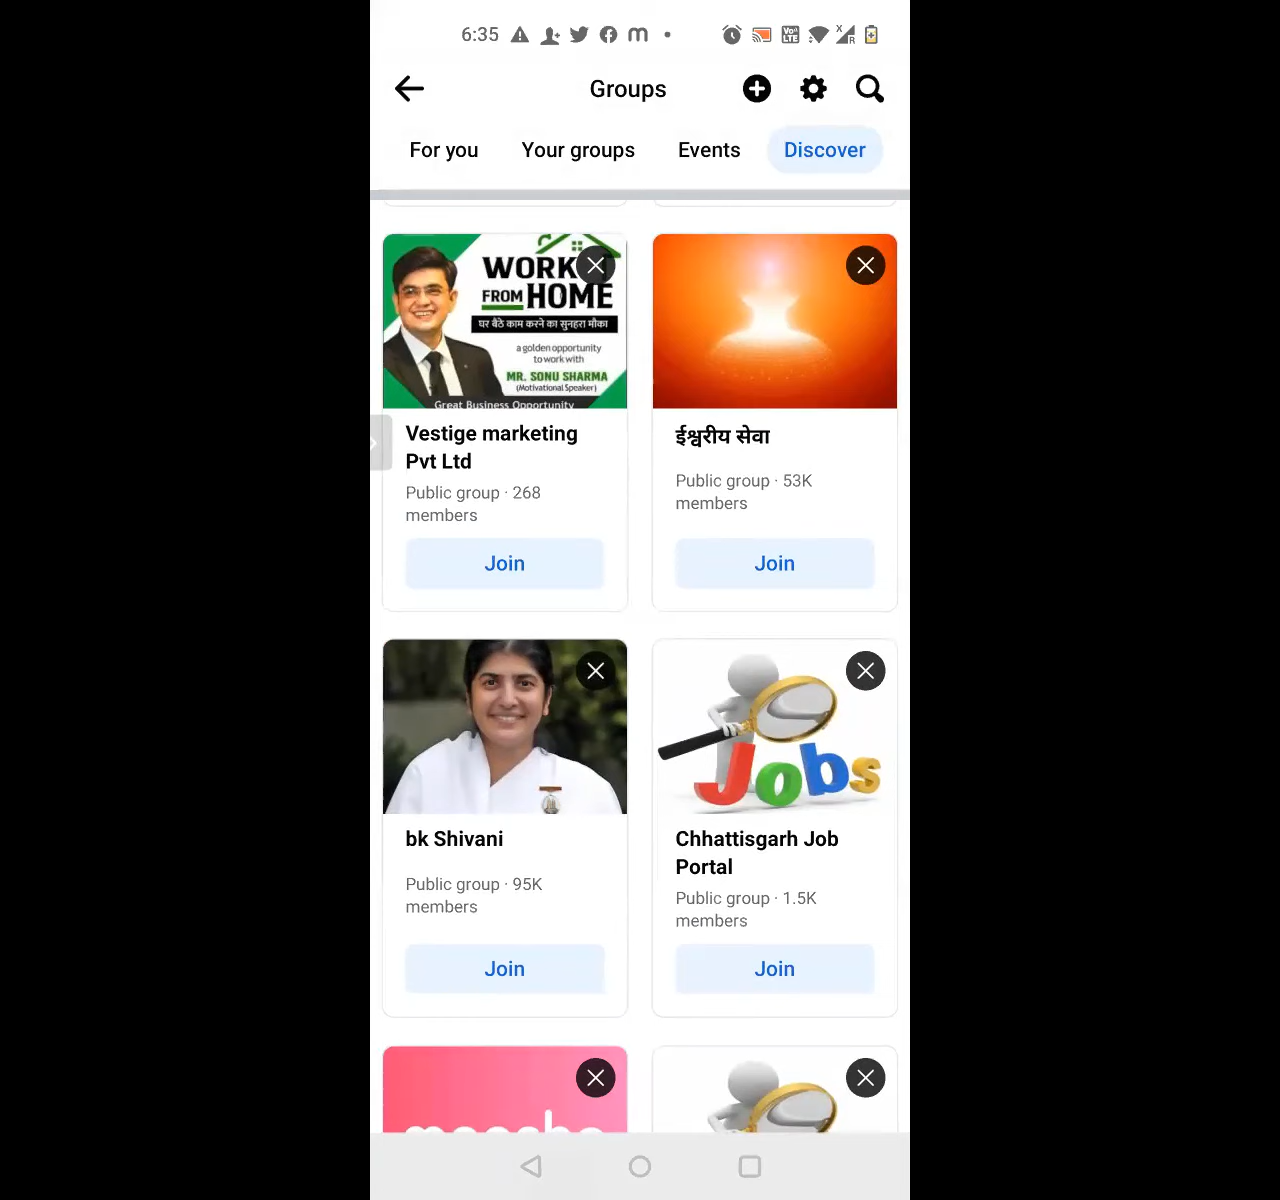 6:35
Groups
For you Your groups Events Discover
WORK
FROM HOME
घर बैठे काम करने का सुनहरा मौका
a golden opportunity
to work with
MR. SONU SHARMA
(Motivational Speaker)
Great Business Opportunity
Vestige marketing
Pvt Ltd
Public group · 268
members
Join
ईश्वरीय सेवा
Public group · 53K
members
Join
bk Shivani
Public group · 95K
members
Join
Jobs
Chhattisgarh Job
Portal
Public group · 1.5K
members
Join